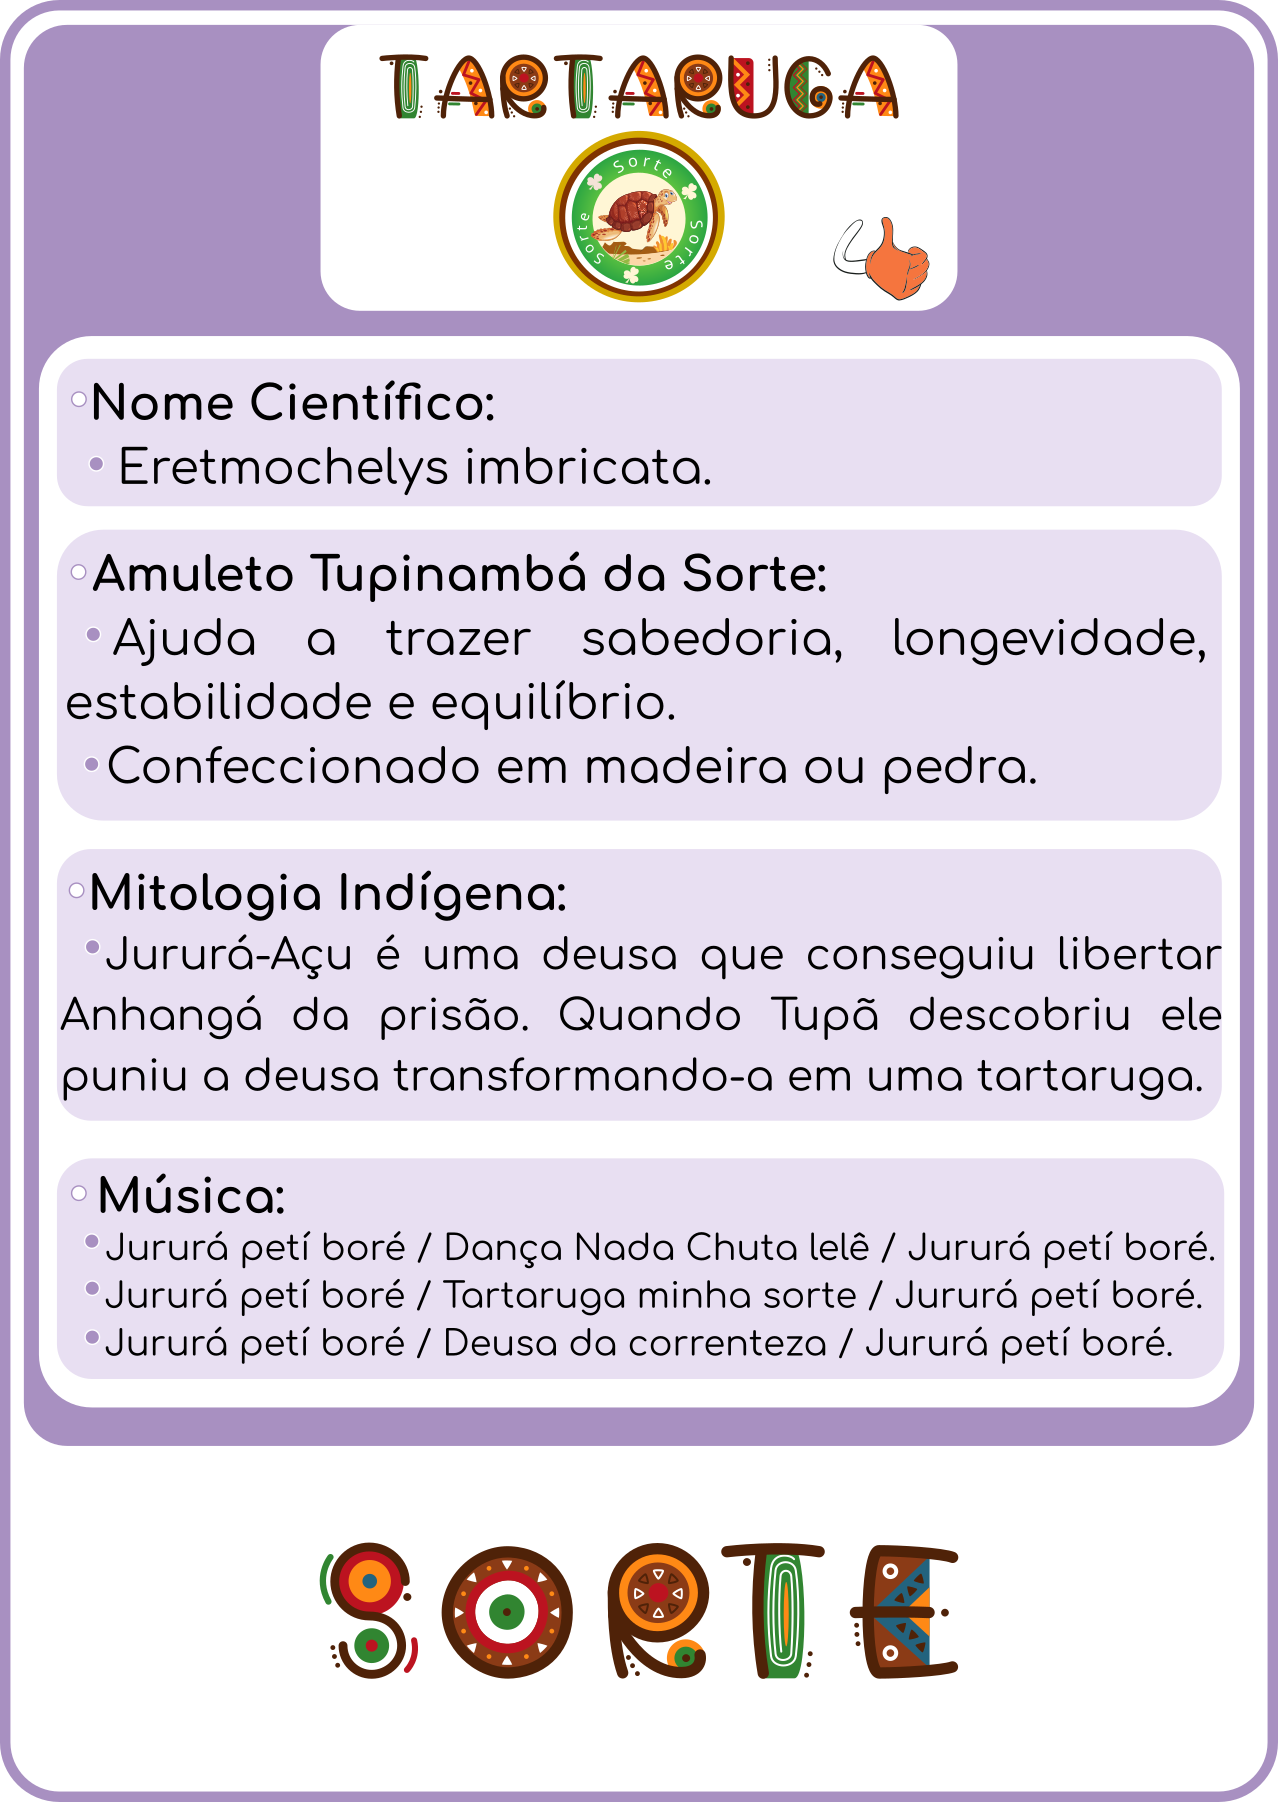 TARTARUGA
Sorte
Sorte
Sorte
Nome Científico:
Eretmochelys imbricata.
Amuleto Tupinambá da Sorte:
Ajuda a trazer sabedoria, longevidade,
estabilidade e equilíbrio.
Confeccionado em madeira ou pedra.
Mitologia Indígena:
Jururá-Açu é uma deusa que conseguiu libertar
Anhangá da prisão. Quando Tupã descobriu ele
puniu a deusa transformando-a em uma tartaruga.
Música:
Jururá petí boré / Dança Nada Chuta lelê / Jururá petí boré.
Jururá petí boré / Tartaruga minha sorte / Jururá petí boré.
Jururá petí boré / Deusa da correnteza / Jururá petí boré.
SORTE